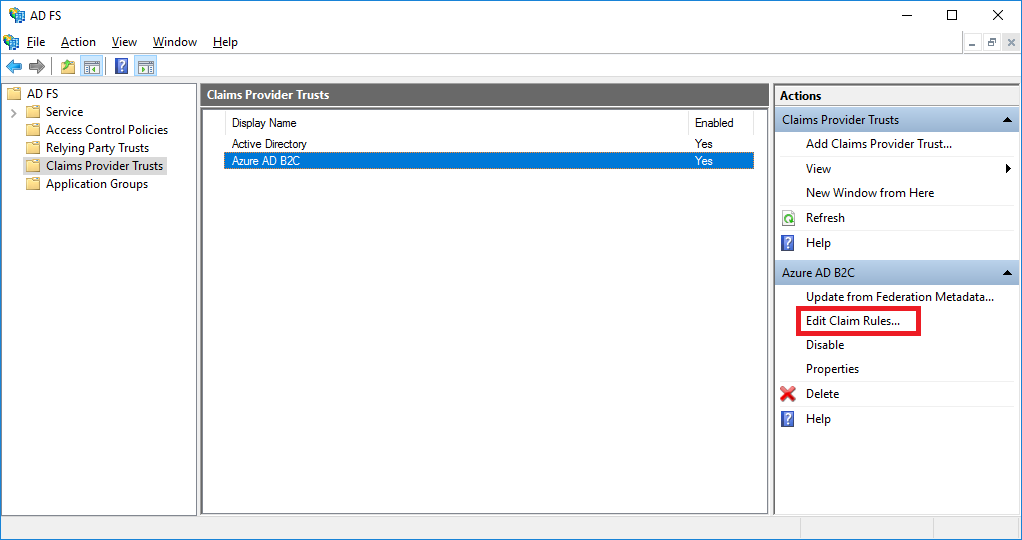 AD FS
File Action View Window Help
AD FS
Service
Access Control Policies
Relying Party Trusts
Claims Provider Trusts
Application Groups
Claims Provider Trusts
Display Name Enabled
Active Directory Yes
Azure AD B2C Yes
Actions
Claims Provider Trusts
Add Claims Provider Trust...
View
New Window from Here
Refresh
Help
Azure AD B2C
Update from Federation Metadata...
Edit Claim Rules...
Disable
Properties
Delete
Help